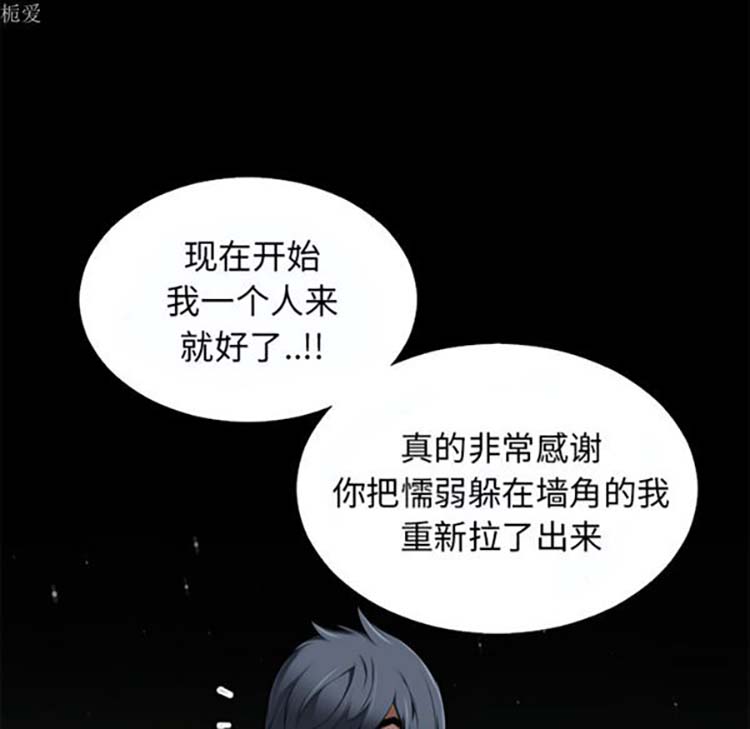 栀爱
现在开始
我一个人来
就好了..!!
真的非常感谢
你把懦弱躲在墙角的我
重新拉了出来